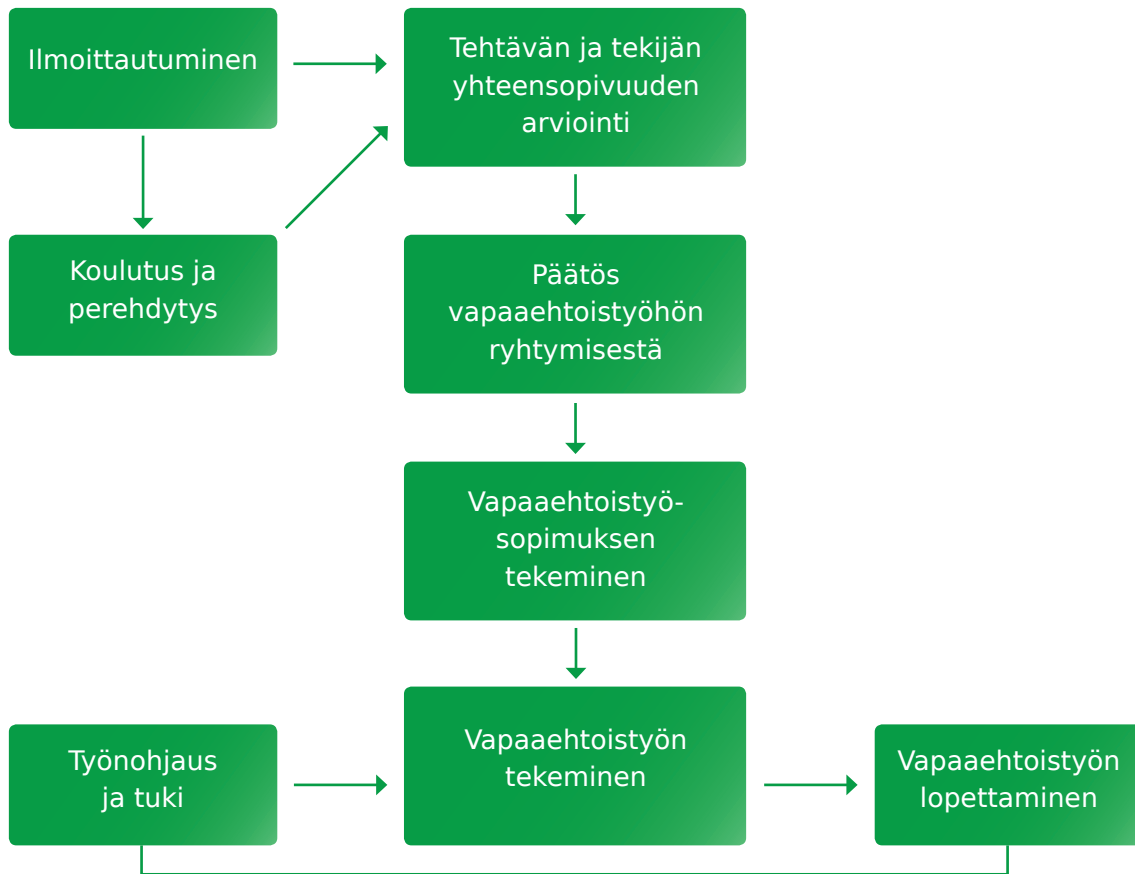 Ilmoittautuminen
Tehtävän ja tekijän
yhteensopivuuden
arviointi
Koulutus ja
perehdytys
Päätös
vapaaehtoistyöhön
ryhtymisestä
Vapaaehtoistyö-
sopimuksen
tekeminen
Työnohjaus
ja tuki
Vapaaehtoistyön
tekeminen
Vapaaehtoistyön
lopettaminen